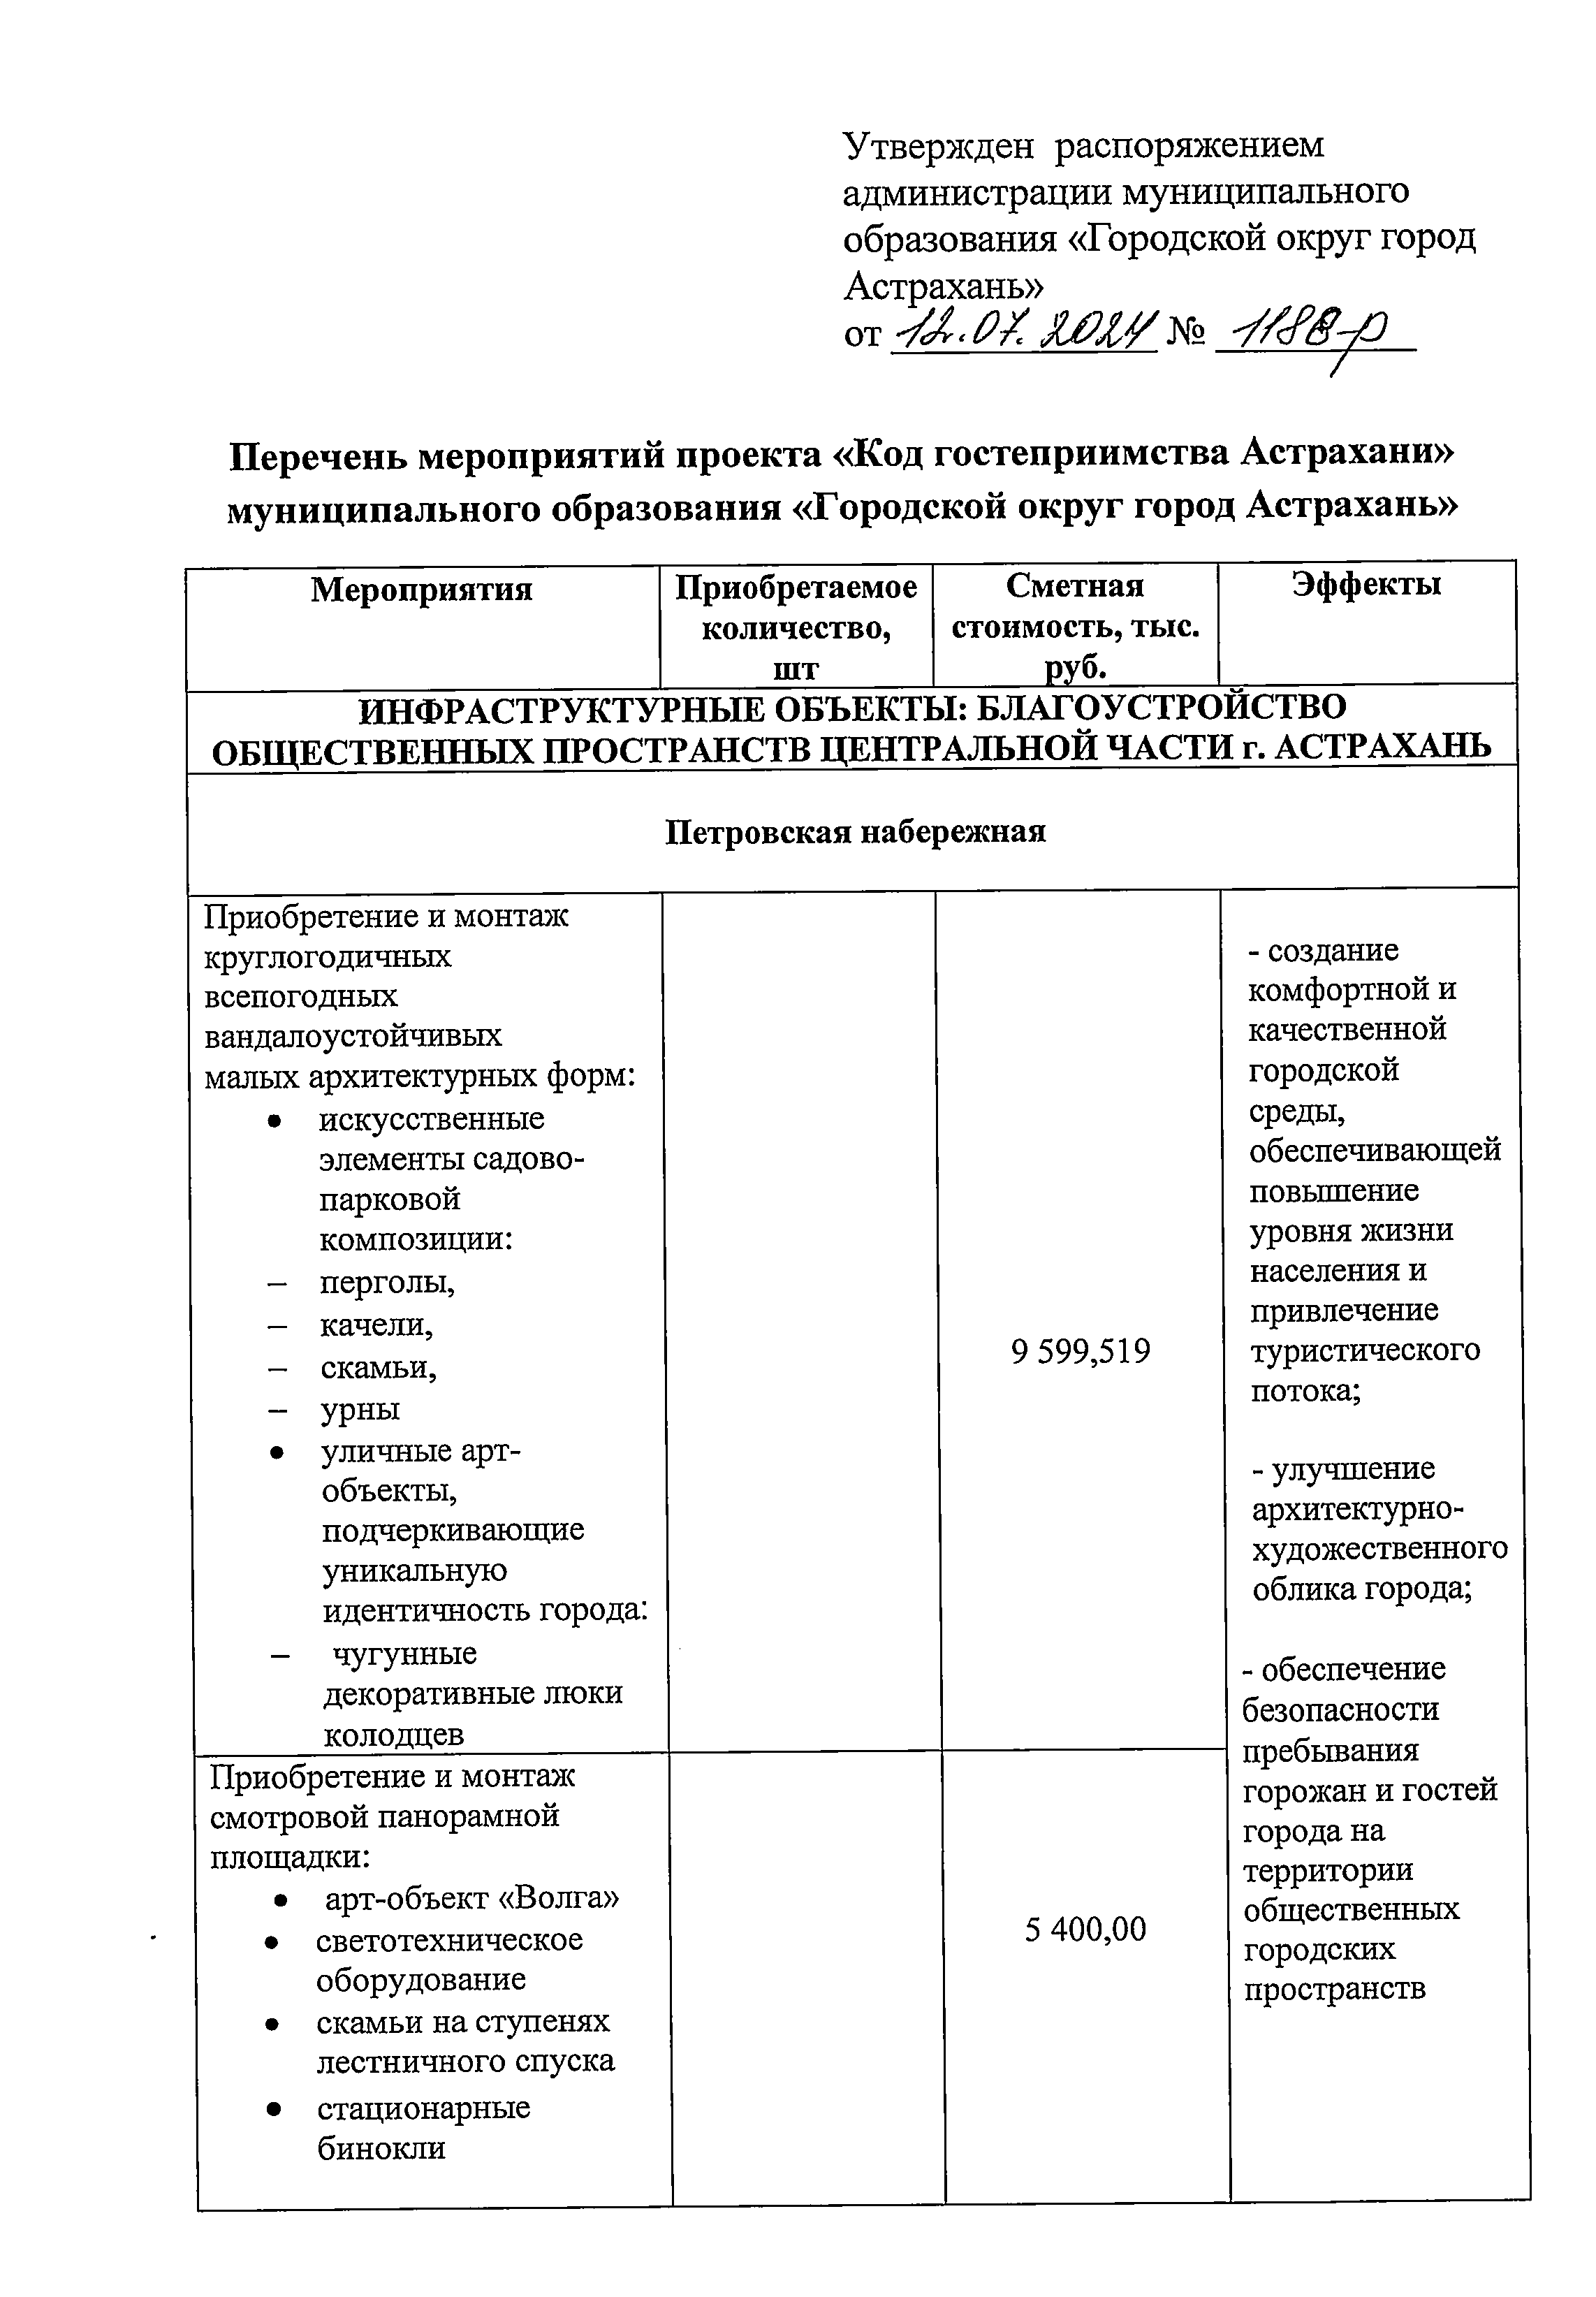 Утвержден распоряжением
администрации муниципального
образования «Городской округ город
Астрахань»
от 12.07.2024 № 1188-р
Перечень мероприятий проекта «Код гостеприимства Астрахани»
муниципального образования «Городской округ город Астрахань»
Мероприятия
Приобретаемое
количество,
шт
Сметная
стоимость, тыс.
руб.
Эффекты
ИНФРАСТРУКТУРНЫЕ ОБЪЕКТЫ: БЛАГОУСТРОЙСТВО
ОБЩЕСТВЕННЫХ ПРОСТРАНСТВ ЦЕНТРАЛЬНОЙ ЧАСТИ г. АСТРАХАНЬ
Петровская набережная
Приобретение и монтаж
круглогодичных
всепогодных
вандалоустойчивых
малых архитектурных форм:
• искусственные
элементы садово-
парковой
композиции:
– перголы,
– качели,
– скамьи,
– урны
• уличные арт-
объекты,
подчеркивающие
уникальную
идентичность города:
– чугунные
декоративные люки
колодцев
9 599,519
- создание
комфортной и
качественной
городской
среды,
обеспечивающей
повышение
уровня жизни
населения и
привлечение
туристического
потока;
- улучшение
архитектурно-
художественного
облика города;
- обеспечение
безопасности
пребывания
горожан и гостей
города на
территории
общественных
городских
пространств
Приобретение и монтаж
смотровой панорамной
площадки:
• арт-объект «Волга»
• светотехническое
оборудование
• скамьи на ступенях
лестничного спуска
• стационарные
бинокли
5 400,00